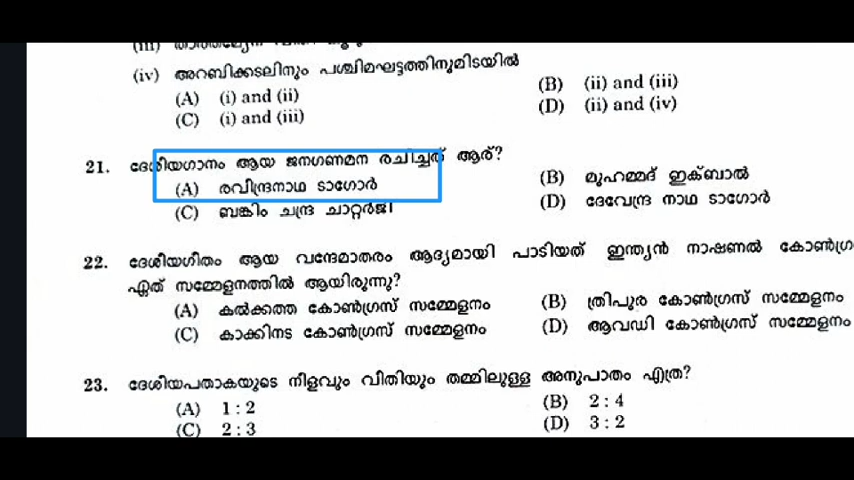 (iii)
(iv) അറബിക്കടലിനും പശ്ചിമഘട്ടത്തിനുമിടയിൽ
(A) (i) and (ii) (B) (ii) and (iii)
(C) (i) and (iii) (D) (ii) and (iv)
21. ദേശീയഗാനം ആയ ജനഗണമന രചിച്ചത് ആര്?
(A) രവീന്ദ്രനാഥ ടാഗോർ (B) മുഹമ്മദ് ഇക്ബാൽ
(C) ബങ്കിം ചന്ദ്ര ചാറ്റർജി (D) ദേവേന്ദ്ര നാഥ ടാഗോർ
22. ദേശീയഗീതം ആയ വന്ദേമാതരം ആദ്യമായി പാടിയത് ഇന്ത്യൻ നാഷണൽ കോൺഗ്ര
ഏത് സമ്മേളനത്തിൽ ആയിരുന്നു?
(A) കൽക്കത്ത കോൺഗ്രസ് സമ്മേളനം (B) ത്രിപുര കോൺഗ്രസ് സമ്മേളനം
(C) കാക്കിനട കോൺഗ്രസ് സമ്മേളനം (D) ആവഡി കോൺഗ്രസ് സമ്മേളനം
23. ദേശീയപതാകയുടെ നീളവും വീതിയും തമ്മിലുള്ള അനുപാതം എത്ര?
(A) 1 : 2 (B) 2 : 4
(C) 2 : 3 (D) 3 : 2